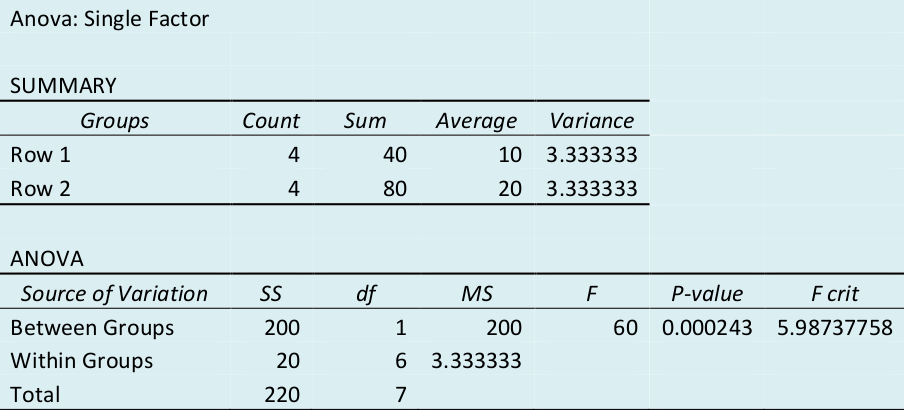 Anova: Single Factor
SUMMARY
Groups Count Sum Average Variance
Row 1 4 40 10 3.333333
Row 2 4 80 20 3.333333
ANOVA
Source of Variation SS df MS F P-value F crit
Between Groups 200 1 200 60 0.000243 5.98737758
Within Groups 20 6 3.333333
Total 220 7